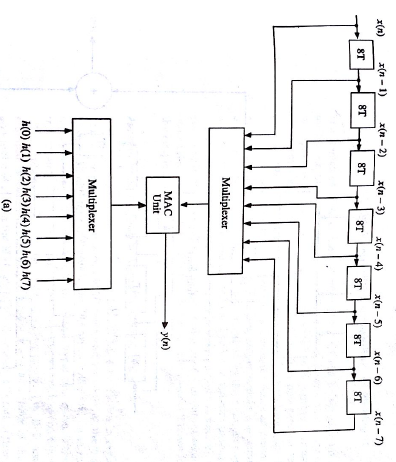 x(n)
8T
x(n – 1)
8T
x(n – 2)
8T
x(n – 3)
8T
x(n – 4)
8T
x(n – 5)
8T
x(n – 6)
8T
x(n – 7)
Multiplexer
MAC
Unit
y(n)
Multiplexer
h(0) h(1) h(2) h(3) h(4) h(5) h(6) h(7)
(a)